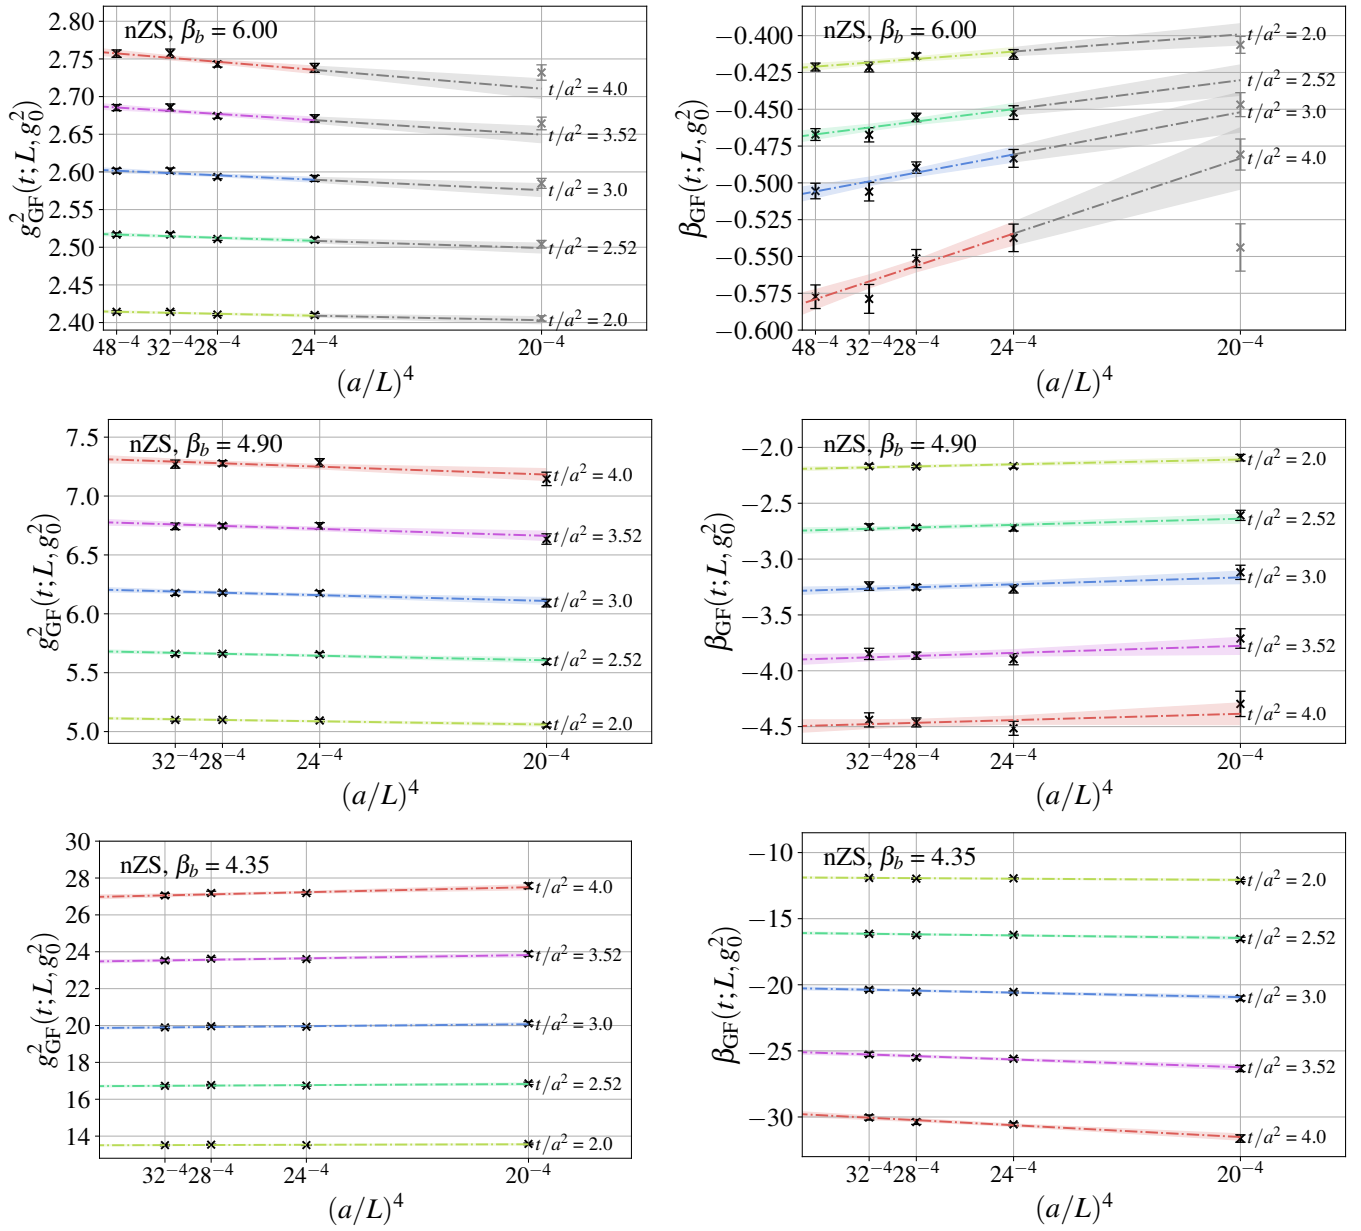 nZS, β_b = 6.00
2.80
2.75
2.70
2.65
2.60
2.55
2.50
2.45
2.40
g²_GF(t; L, g²_0)
t/a² = 4.0
t/a² = 3.52
t/a² = 3.0
t/a² = 2.52
t/a² = 2.0
48⁻⁴ 32⁻⁴ 28⁻⁴ 24⁻⁴ 20⁻⁴
(a/L)⁴
nZS, β_b = 6.00
−0.400
−0.425
−0.450
−0.475
−0.500
−0.525
−0.550
−0.575
−0.600
β_GF(t; L, g²_0)
t/a² = 2.0
t/a² = 2.52
t/a² = 3.0
t/a² = 4.0
48⁻⁴ 32⁻⁴ 28⁻⁴ 24⁻⁴ 20⁻⁴
(a/L)⁴
nZS, β_b = 4.90
7.5
7.0
6.5
6.0
5.5
5.0
g²_GF(t; L, g²_0)
t/a² = 4.0
t/a² = 3.52
t/a² = 3.0
t/a² = 2.52
t/a² = 2.0
32⁻⁴ 28⁻⁴ 24⁻⁴ 20⁻⁴
(a/L)⁴
nZS, β_b = 4.90
−2.0
−2.5
−3.0
−3.5
−4.0
−4.5
β_GF(t; L, g²_0)
t/a² = 2.0
t/a² = 2.52
t/a² = 3.0
t/a² = 3.52
t/a² = 4.0
32⁻⁴ 28⁻⁴ 24⁻⁴ 20⁻⁴
(a/L)⁴
nZS, β_b = 4.35
30
28
26
24
22
20
18
16
14
g²_GF(t; L, g²_0)
t/a² = 4.0
t/a² = 3.52
t/a² = 3.0
t/a² = 2.52
t/a² = 2.0
32⁻⁴ 28⁻⁴ 24⁻⁴ 20⁻⁴
(a/L)⁴
nZS, β_b = 4.35
−10
−15
−20
−25
−30
β_GF(t; L, g²_0)
t/a² = 2.0
t/a² = 2.52
t/a² = 3.0
t/a² = 3.52
t/a² = 4.0
32⁻⁴ 28⁻⁴ 24⁻⁴ 20⁻⁴
(a/L)⁴